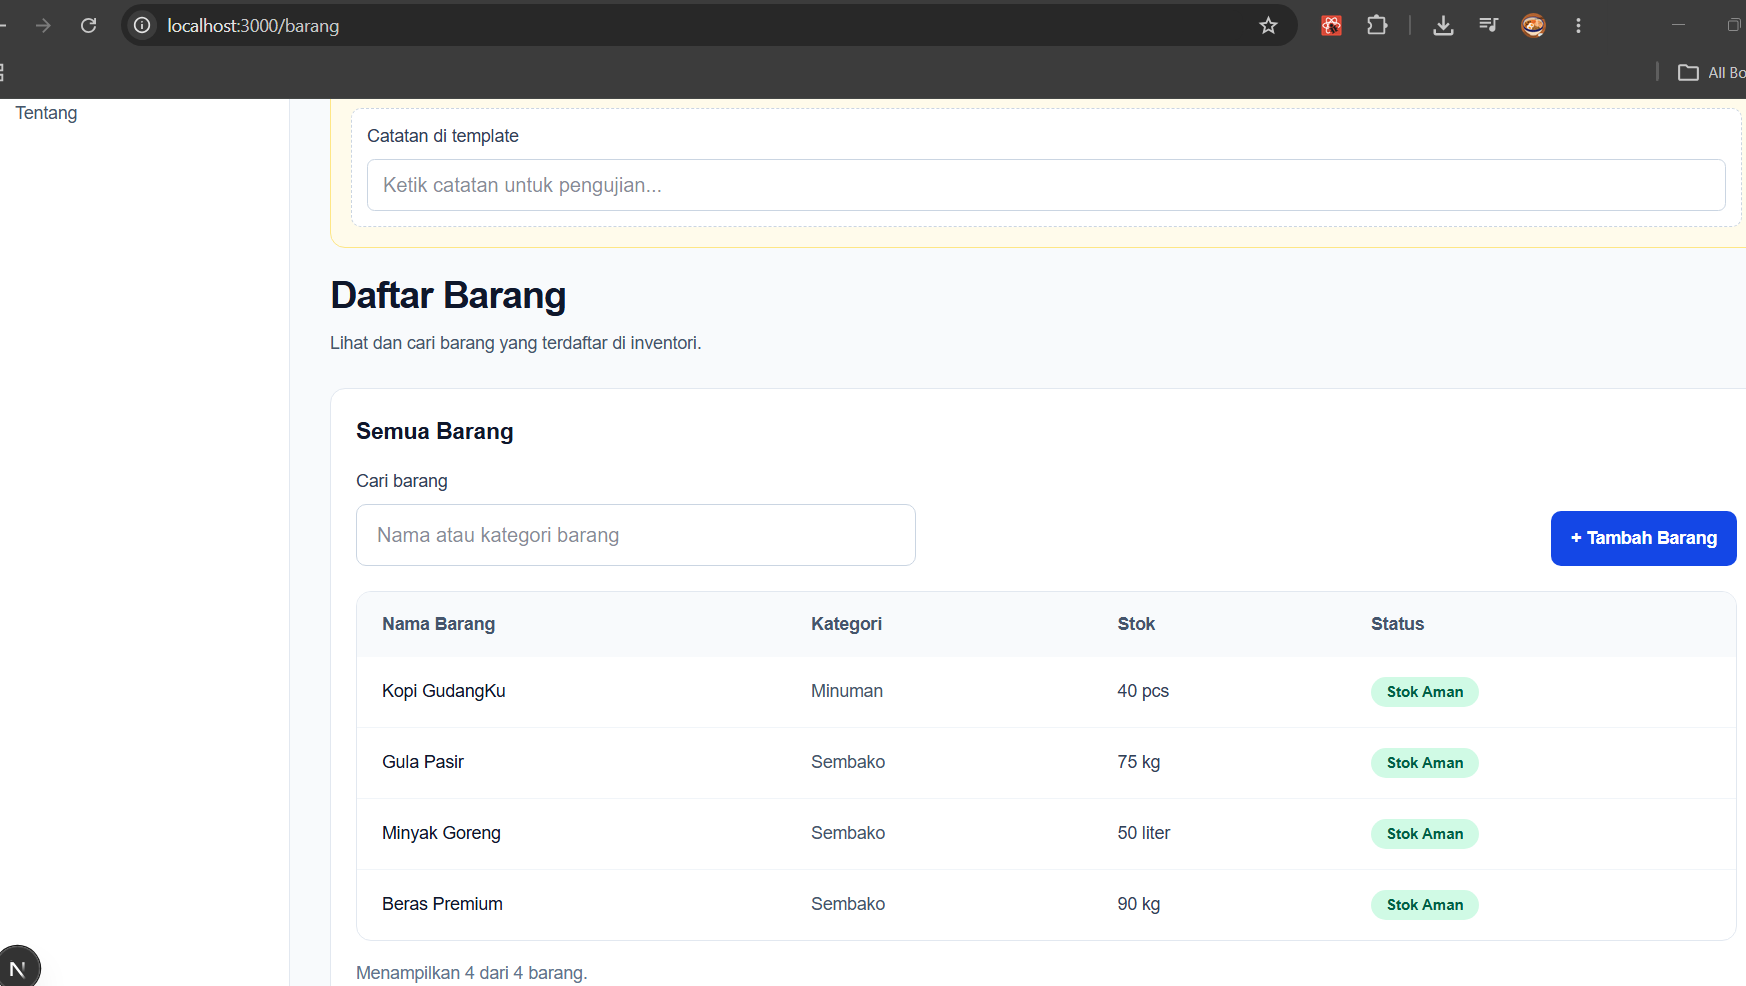 localhost:3000/barang
All Bo
Tentang
Catatan di template
Ketik catatan untuk pengujian...
Daftar Barang
Lihat dan cari barang yang terdaftar di inventori.
Semua Barang
Cari barang
Nama atau kategori barang
+ Tambah Barang
Nama Barang Kategori Stok Status
Kopi GudangKu Minuman 40 pcs Stok Aman
Gula Pasir Sembako 75 kg Stok Aman
Minyak Goreng Sembako 50 liter Stok Aman
Beras Premium Sembako 90 kg Stok Aman
N
Menampilkan 4 dari 4 barang.